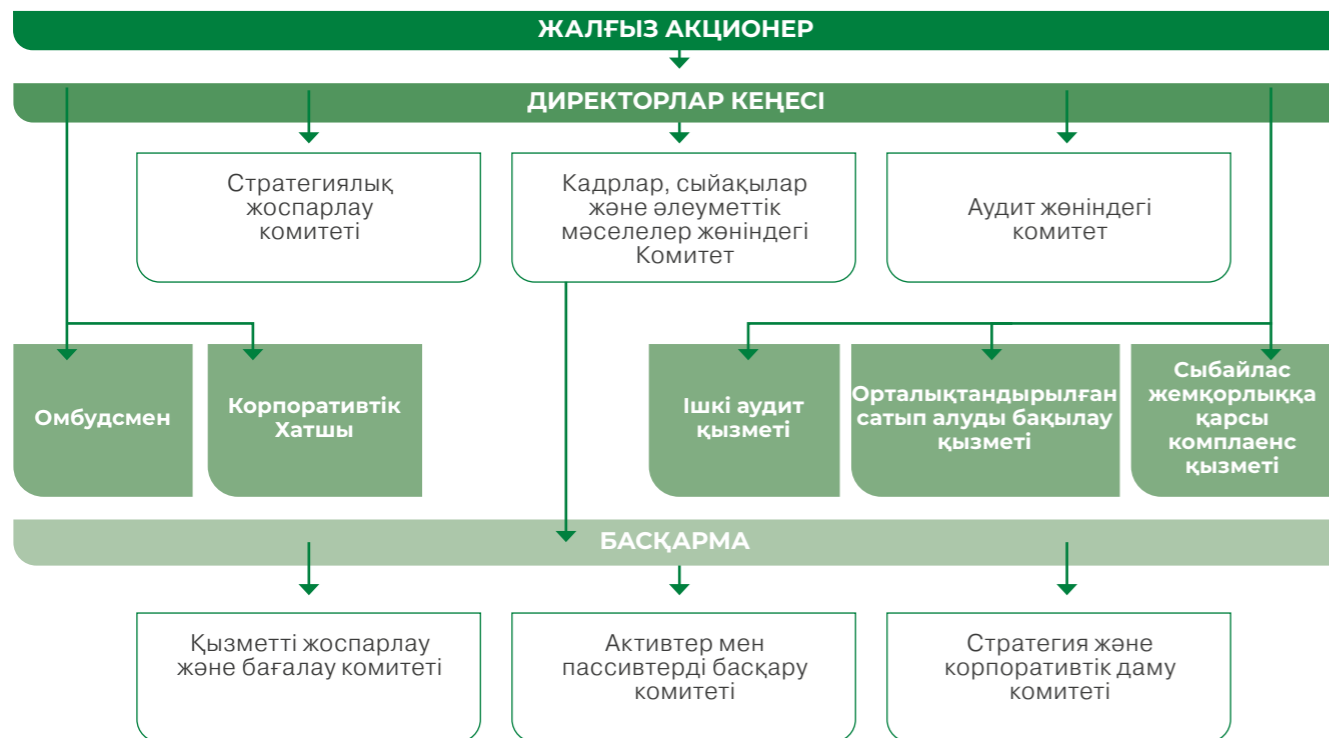 ЖАЛҒЫЗ АКЦИОНЕР
ДИРЕКТОРЛАР КЕҢЕСІ
Стратегиялық
жоспарлау
комитеті
Кадрлар, сыйақылар
және әлеуметтік
мәселелер жөніндегі
Комитет
Аудит жөніндегі
комитет
Омбудсмен
Корпоративтік
Хатшы
Ішкі аудит
қызметі
Орталықтандырылған
сатып алуды бақылау
қызметі
Сыбайлас
жемқорлыққа
қарсы
комплаенс
қызметі
БАСҚАРМА
Қызметті жоспарлау
және бағалау комитеті
Активтер мен
пассивтерді басқару
комитеті
Стратегия және
корпоративтік даму
комитеті